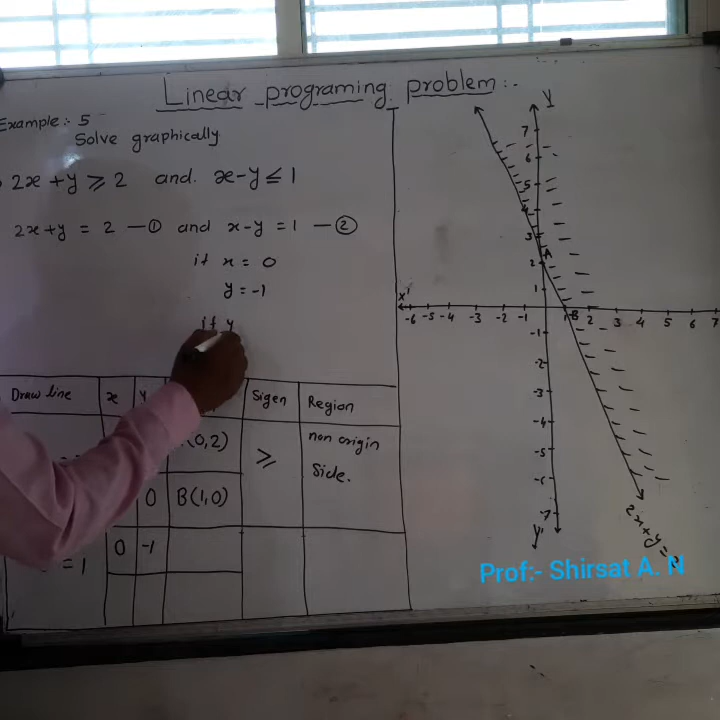 Linear programing problem:-
Example:- 5
Solve graphically
2x + y ≥ 2 and. x - y ≤ 1
2x + y = 2 — ① and x - y = 1 — ②
if x = 0
y = -1
if y
Draw line x y Sigen Region
(0,2) ≥ non origin
side.
0 B(1,0)
= 1 0 -1
Y
7
6
5
4
3
A
2
1
X'
-6 -5 -4 -3 -2 -1 1 B 2 3 4 5 6 7
-1
-2
-3
-4
-5
-6
-7
Y'
2x + y =
Prof:- Shirsat A. N